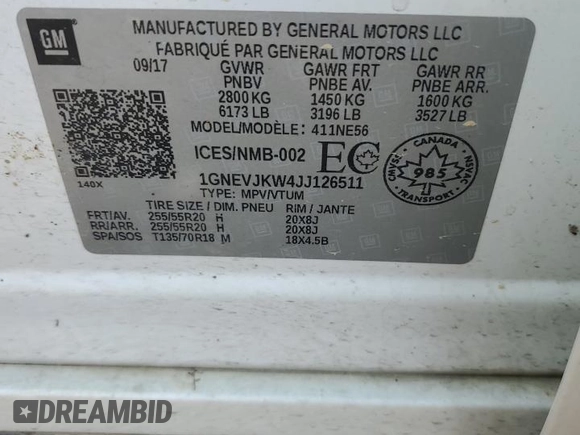 GM
MANUFACTURED BY GENERAL MOTORS LLC
FABRIQUÉ PAR GENERAL MOTORS LLC
09/17 GVWR GAWR FRT GAWR RR
PNBV PNBE AV. PNBE ARR.
2800 KG 1450 KG 1600 KG
6173 LB 3196 LB 3527 LB
MODEL/MODÈLE: 411NE56
ICES/NMB-002 EC CANADA 985 TRANSPORT
140X 1GNEVJKW4JJ126511
TYPE: MPV/VTUM
TIRE SIZE / DIM. PNEU RIM / JANTE
FRT/AV. 255/55R20 H 20X8J
RR/ARR. 255/55R20 H 20X8J
SPA/SOS T135/70R18 M 18X4.5B
DREAMBID